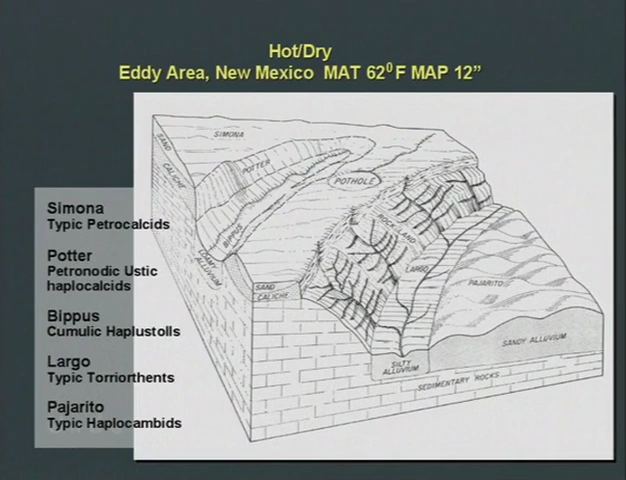 Hot/Dry
Eddy Area, New Mexico MAT 62⁰F MAP 12”
Simona
Typic Petrocalcids
Potter
Petronodic Ustic
haplocalcids
Bippus
Cumulic Haplustolls
Largo
Typic Torriorthents
Pajarito
Typic Haplocambids
SIMONA
SAND
CALICHE
POTTER
POTHOLE
BIPPUS
LOAMY
ALLUVIUM
ROCKLAND
LARGO
PAJARITO
SAND
CALICHE
SANDY ALLUVIUM
SILTY
ALLUVIUM
SEDIMENTARY ROCKS